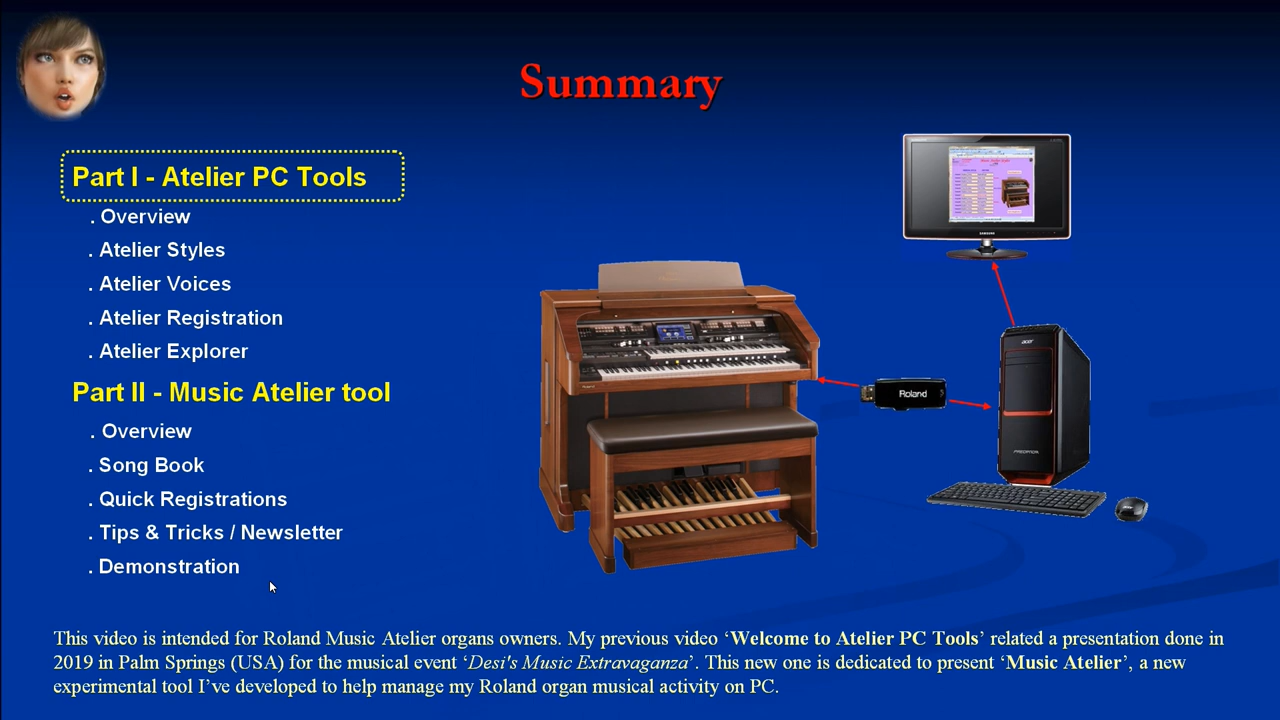 Summary
Part I - Atelier PC Tools
. Overview
. Atelier Styles
. Atelier Voices
. Atelier Registration
. Atelier Explorer
Part II - Music Atelier tool
. Overview
. Song Book
. Quick Registrations
. Tips & Tricks / Newsletter
. Demonstration
SAMSUNG
acer
Roland
PREDATOR
This video is intended for Roland Music Atelier organs owners. My previous video ‘Welcome to Atelier PC Tools’ related a presentation done in
2019 in Palm Springs (USA) for the musical event ‘Desi's Music Extravaganza’. This new one is dedicated to present ‘Music Atelier’, a new
experimental tool I’ve developed to help manage my Roland organ musical activity on PC.